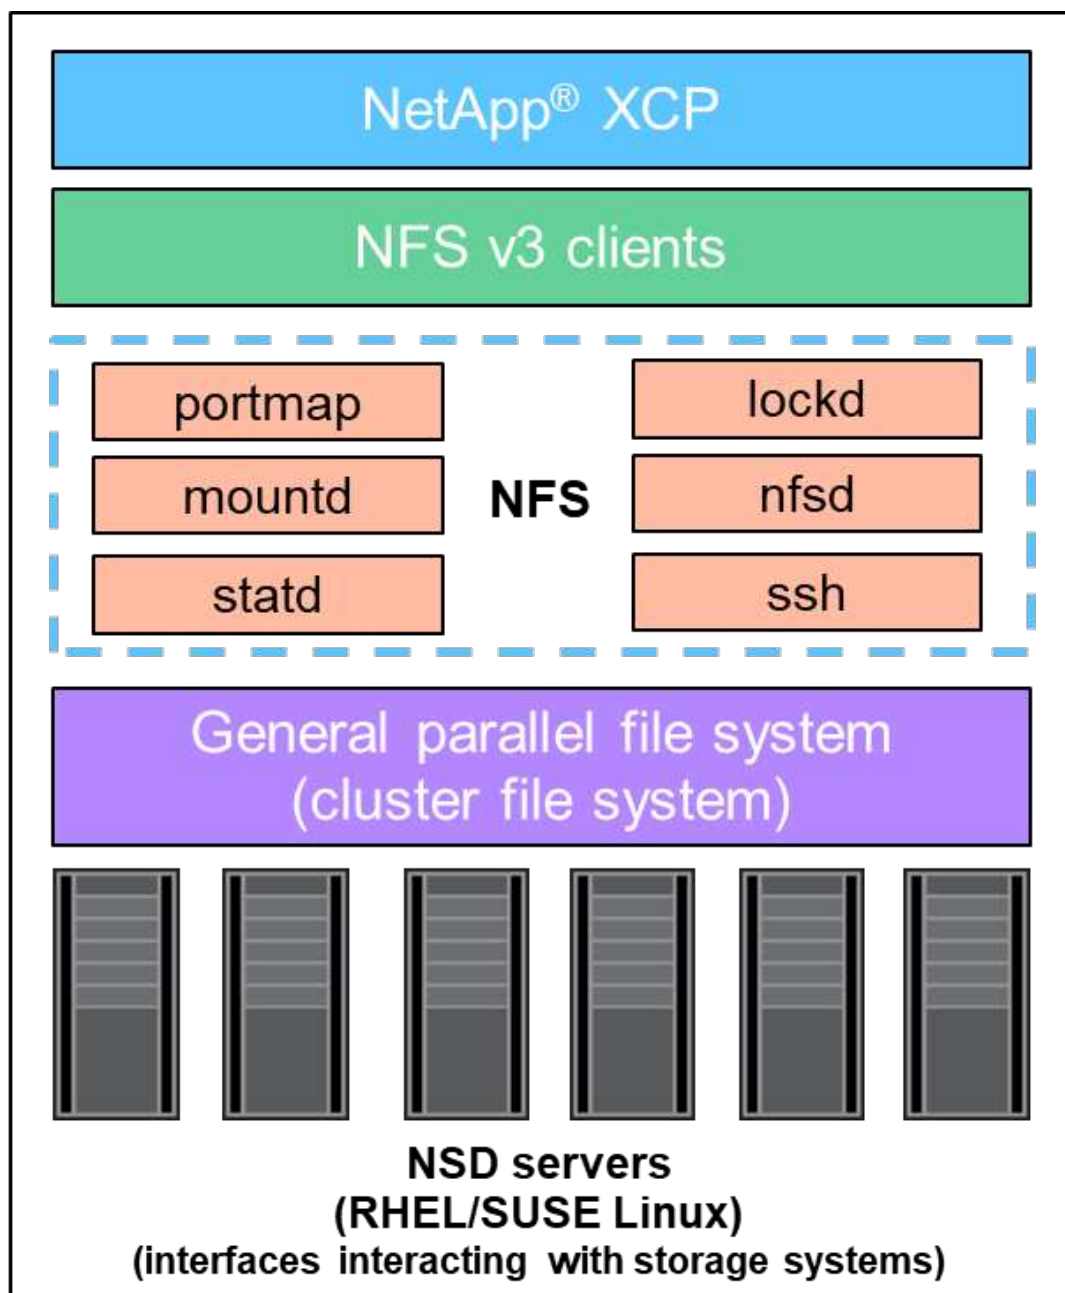 NetApp® XCP
NFS v3 clients
portmap
lockd
mountd
NFS
nfsd
statd
ssh
General parallel file system
(cluster file system)
NSD servers
(RHEL/SUSE Linux)
(interfaces interacting with storage systems)